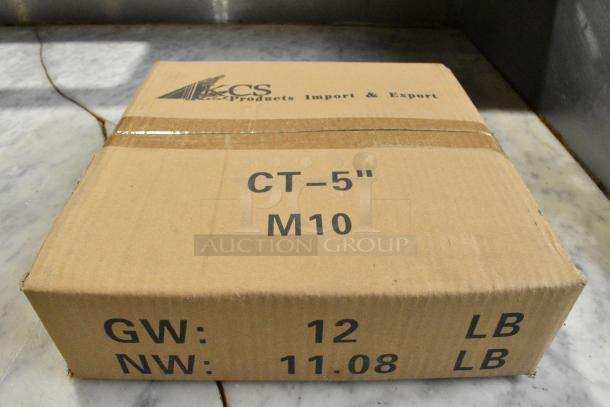 KCS
Products Import & Export
CT-5"
M10
PCI
AUCTION GROUP
GW: 12 LB
NW: 11.08 LB